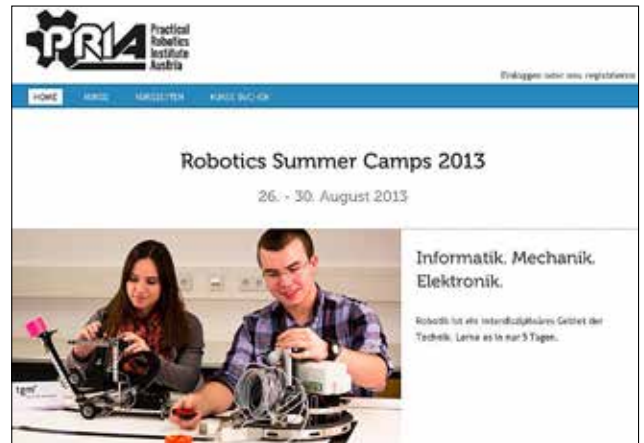 PRIA
Practical
Robotics
Institute
Austria
Einloggen oder neu registrieren
HOME KURSE KURSZEITEN KURSE BUCHEN
Robotics Summer Camps 2013
26. - 30. August 2013
Informatik. Mechanik.
Elektronik.
Robotik ist ein interdisziplinäres Gebiet der
Technik. Lerne es in nur 5 Tagen.
tgm